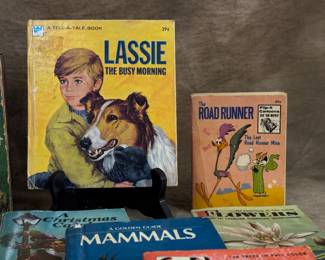 A TELL-A-TALE BOOK
29¢
LASSIE
THE BUSY MORNING
The
ROAD RUNNER
The Lost
Road Runner Mine
A
Christmas
FLOWERS
A GOLDEN GUIDE
MAMMALS